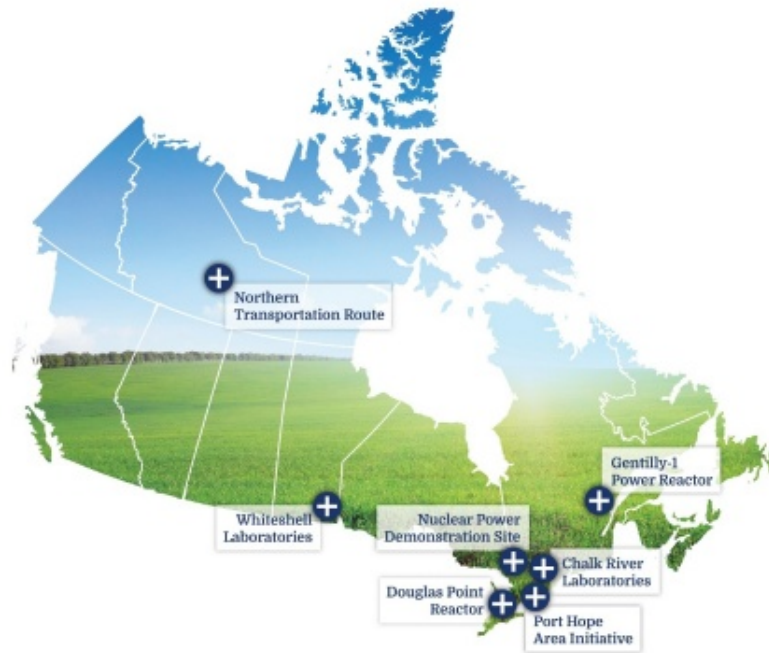 Northern
Transportation Route
Gentilly-1
Power Reactor
Whiteshell
Laboratories
Nuclear Power
Demonstration Site
Chalk River
Laboratories
Douglas Point
Reactor
Port Hope
Area Initiative